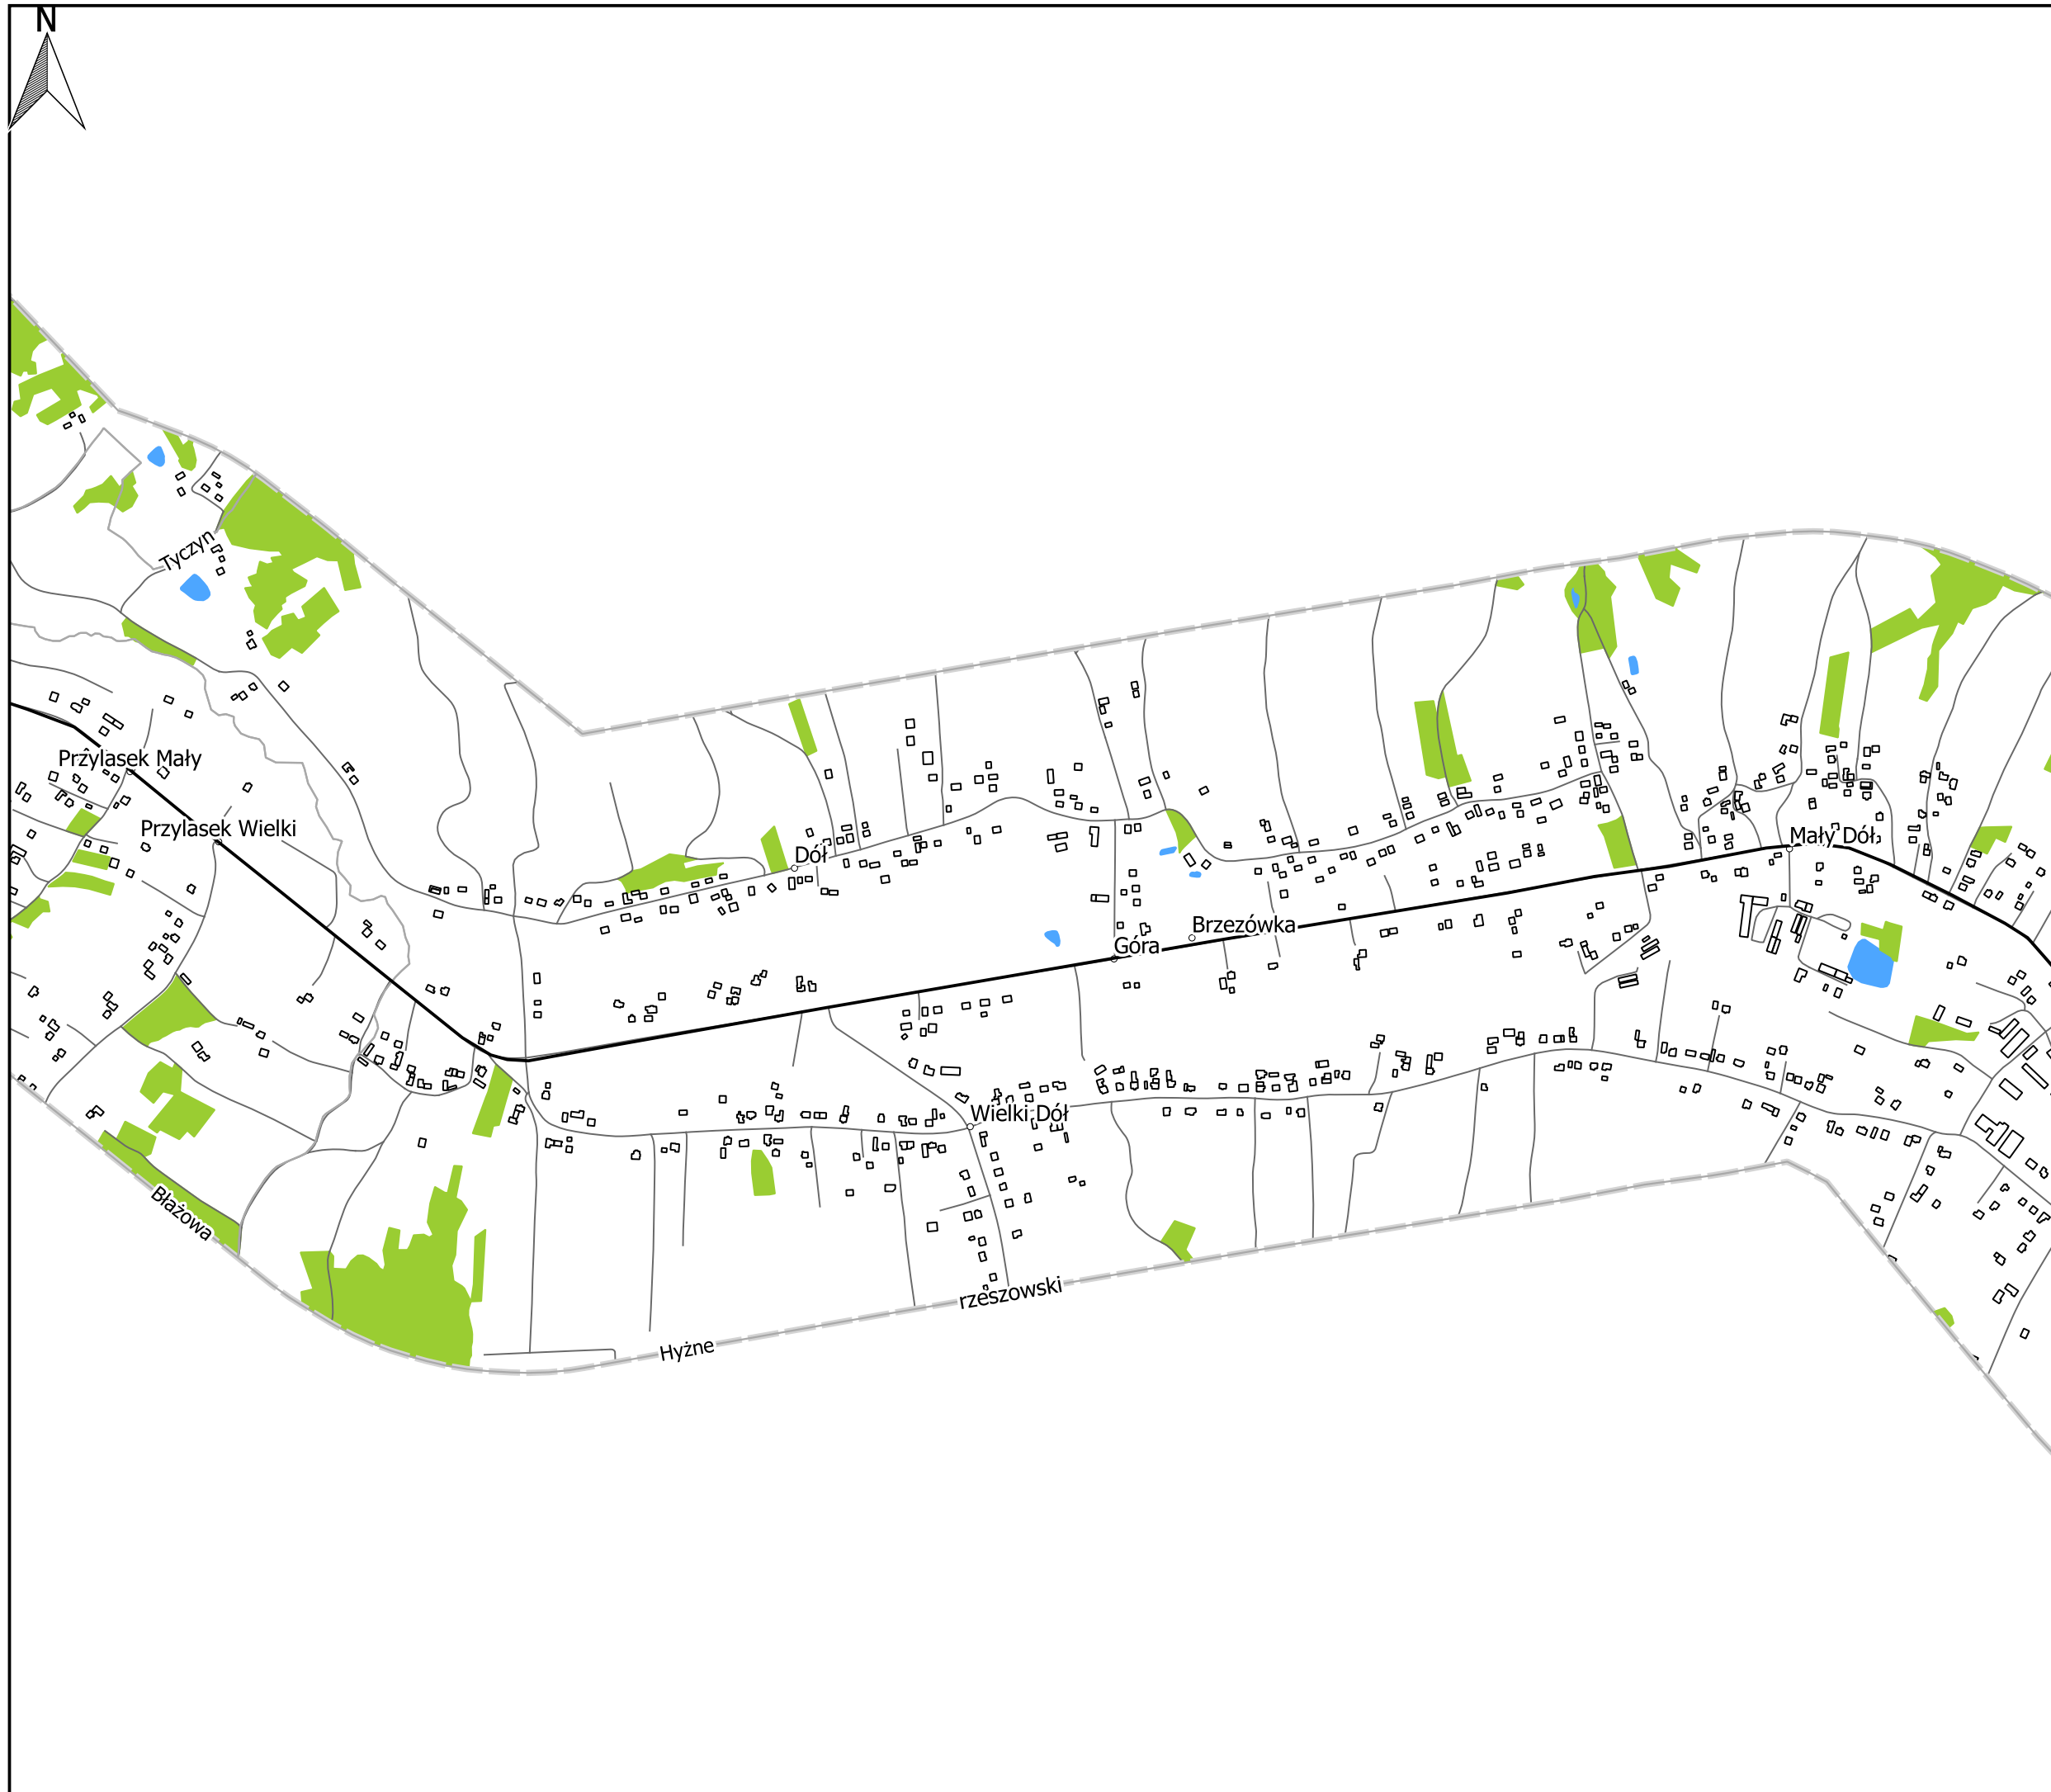 N
Tyczyn
Przylasek Mały
Przylasek Wielki
Mały Dół
Dół
Brzezówka
Góra
Wielki Dół
Błażowa
rzeszowski
Hyżne